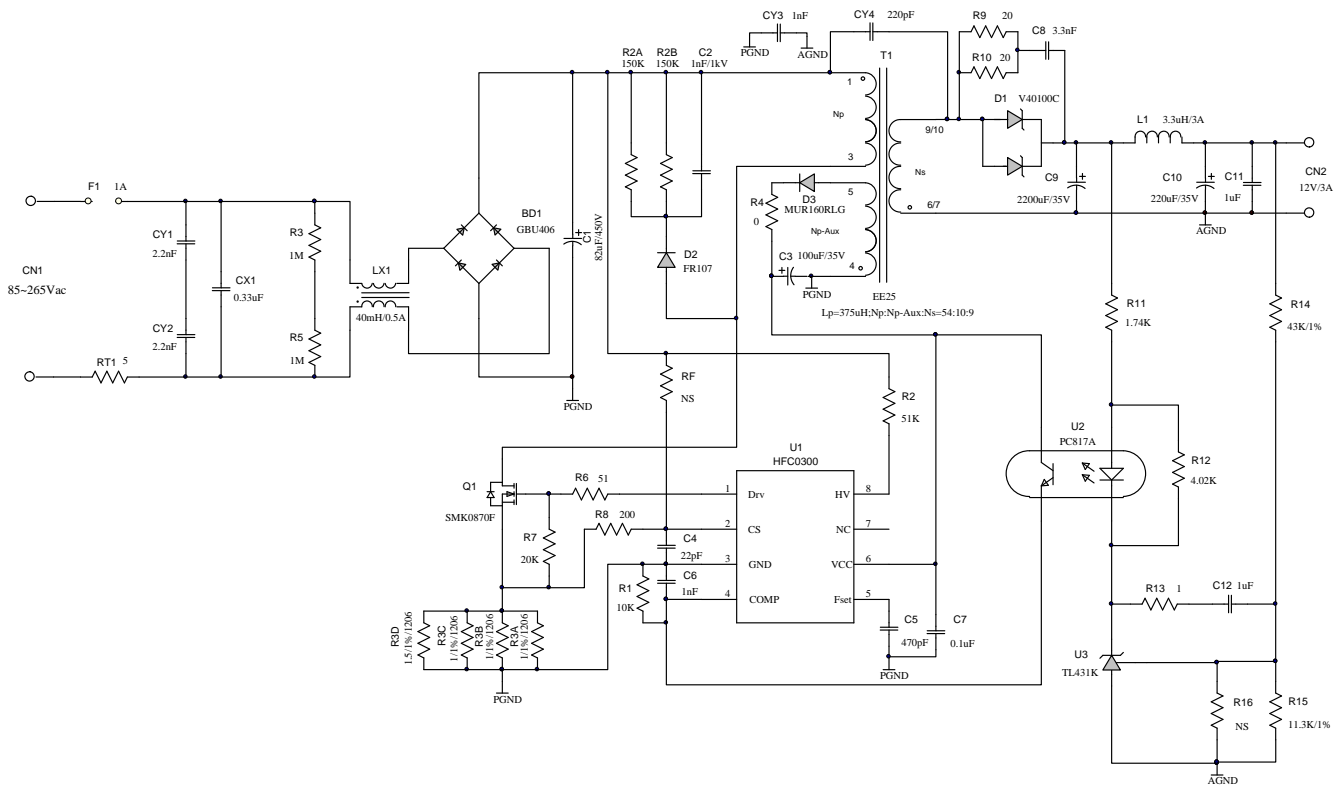 CY3 1nF
PGND
AGND
CY4 220pF
R9 20
R10 20
C8 3.3nF
R2A
150K
R2B
150K
C2
1nF/1kV
T1
1
Np
3
5
Np-Aux
4
9/10
Ns
6/7
EE25
Lp=375uH;Np:Np-Aux:Ns=54:10:9
D1 V40100C
L1 3.3uH/3A
C9
2200uF/35V
C10
220uF/35V
C11
1uF
CN2
12V/3A
AGND
F1 1A
CN1
85~265Vac
RT1 5
CY1
2.2nF
CY2
2.2nF
CX1
0.33uF
R3
1M
R5
1M
LX1
40mH/0.5A
BD1
GBU406
C1
82uF/450V
PGND
D2
FR107
R4
0
D3
MUR160RLG
C3 100uF/35V
PGND
RF
NS
R2
51K
U1
HFC0300
1 Drv
2 CS
3 GND
4 COMP
HV 8
NC 7
VCC 6
Fset 5
Q1
SMK0870F
R6 51
R7
20K
R8 200
C4
22pF
C6
1nF
R1
10K
R3D
1.5/1%/1206
R3C
1/1%/1206
R3B
1/1%/1206
R3A
1/1%/1206
PGND
C5
470pF
C7
0.1uF
PGND
U2
PC817A
R11
1.74K
R12
4.02K
R14
43K/1%
R13 1
C12 1uF
U3
TL431K
R16
NS
R15
11.3K/1%
AGND